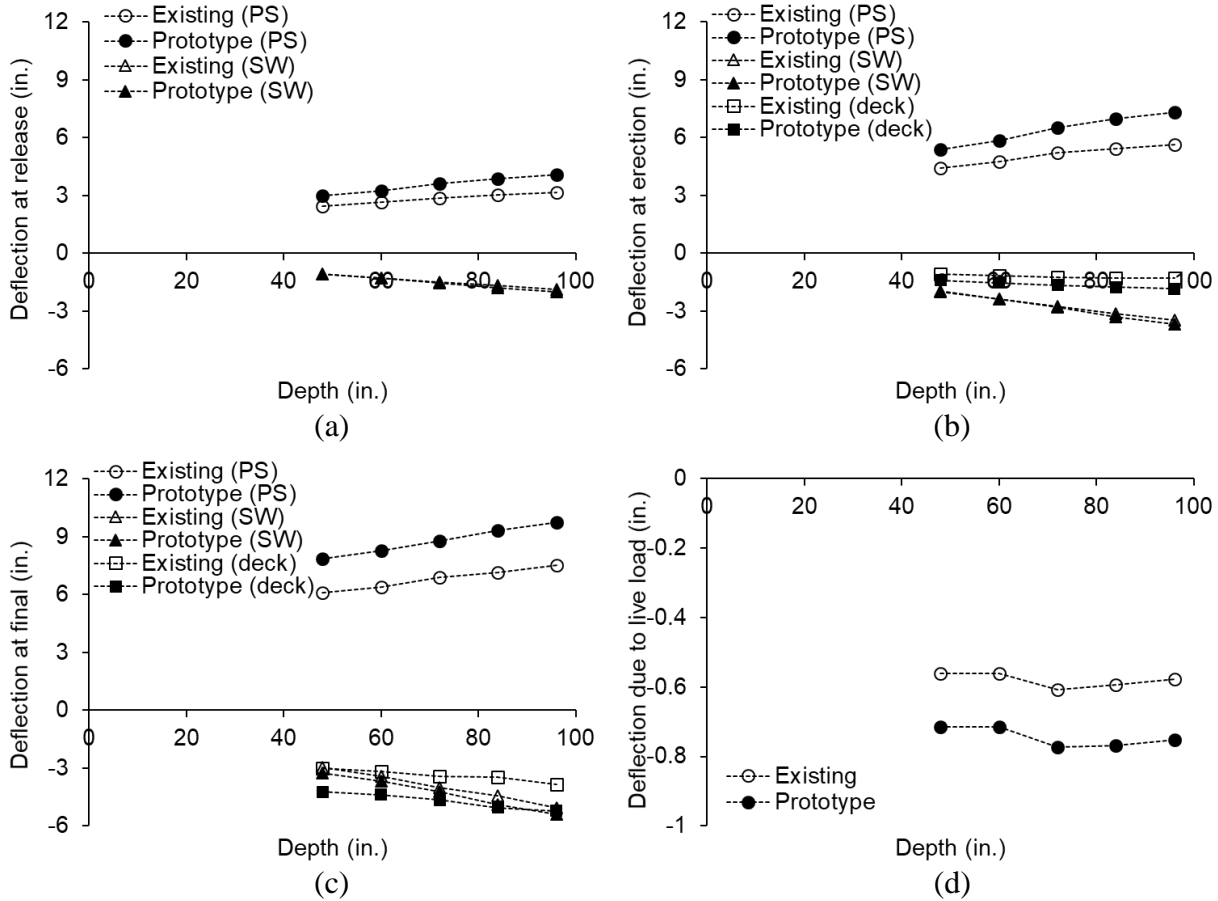 Existing (PS)
Prototype (PS)
Existing (SW)
Prototype (SW)
12
9
6
3
0
-3
-6
0 20 40 60 80 100
Deflection at release (in.)
Depth (in.)
(a)
Existing (PS)
Prototype (PS)
Existing (SW)
Prototype (SW)
Existing (deck)
Prototype (deck)
12
9
6
3
0
-3
-6
0 20 40 60 80 100
Deflection at erection (in.)
Depth (in.)
(b)
Existing (PS)
Prototype (PS)
Existing (SW)
Prototype (SW)
Existing (deck)
Prototype (deck)
12
9
6
3
0
-3
-6
0 20 40 60 80 100
Deflection at final (in.)
Depth (in.)
(c)
0
-0.2
-0.4
-0.6
-0.8
-1
0 20 40 60 80 100
Deflection due to live load (in.)
Existing
Prototype
Depth (in.)
(d)